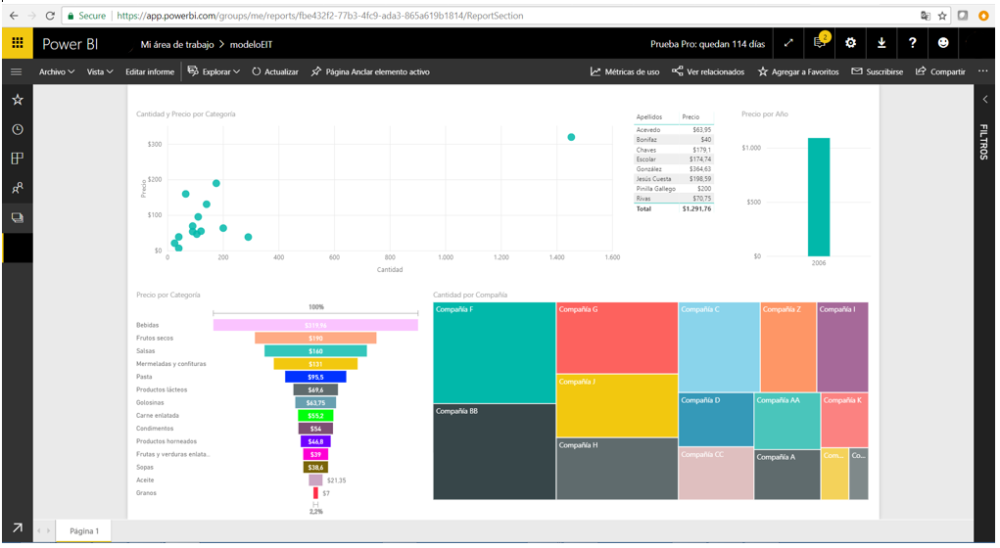 Secure https://app.powerbi.com/groups/me/reports/fbe432f2-77b3-4fc9-ada3-865a619b1814/ReportSection
Power BI Mi área de trabajo > modeloEIT Prueba Pro: quedan 114 días 2 ?
Archivo Vista Editar informe Explorar Actualizar Página Anclar elemento activo Métricas de uso Ver relacionados Agregar a Favoritos Suscribirse Compartir ...
FILTROS
Cantidad y Precio por Categoría
$300
$200
$100
$0
Precio
0 200 400 600 800 1.000 1.200 1.400 1.600
Cantidad
Apellidos Precio
Acevedo $63,95
Bonifaz $40
Chaves $179,1
Escolar $174,74
González $364,63
Jesús Cuesta $198,59
Pinilla Gallego $200
Rivas $70,75
Total $1.291,76
Precio por Año
$1.000
$500
$0
2006
Precio por Categoría
100%
Bebidas $319,96
Frutos secos $190
Salsas $160
Mermeladas y confituras $131
Pasta $95,5
Productos lácteos $69,6
Golosinas $63,75
Carne enlatada $55,2
Condimentos $54
Productos horneados $46,8
Frutas y verduras enlata... $39
Sopas $38,6
Aceite $21,35
Granos $7
2,2%
Cantidad por Compañía
Compañía F
Compañía BB
Compañía G
Compañía J
Compañía H
Compañía C
Compañía Z
Compañía I
Compañía D
Compañía AA
Compañía K
Compañía CC
Compañía A
Com...
Co...
Página 1